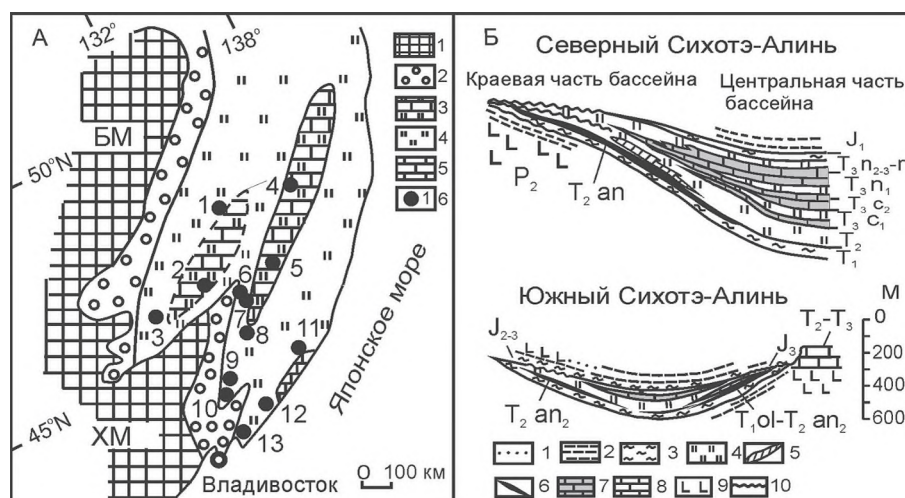 А
132°
138°
БМ
50°N
ХМ
45°N
1
2
3
4
5
6
7
8
9
10
11
12
13
Владивосток
0 100 км
Японское море
1
2
3
4
5
1 6
Б
Северный Сихотэ-Алинь
Краевая часть бассейна
Центральная часть
бассейна
P₂
T₂ an
J₁
T₃ n₂₋₃-r
T₃ n₁
T₃ c₂
T₃ c₁
T₂
T₁
Южный Сихотэ-Алинь
М
J₂₋₃
T₂-T₃
J₃
0
200
400
600
T₂ an₂
T₁ol-T₂ an₂
1 2 3 4 5
6 7 8 9 10